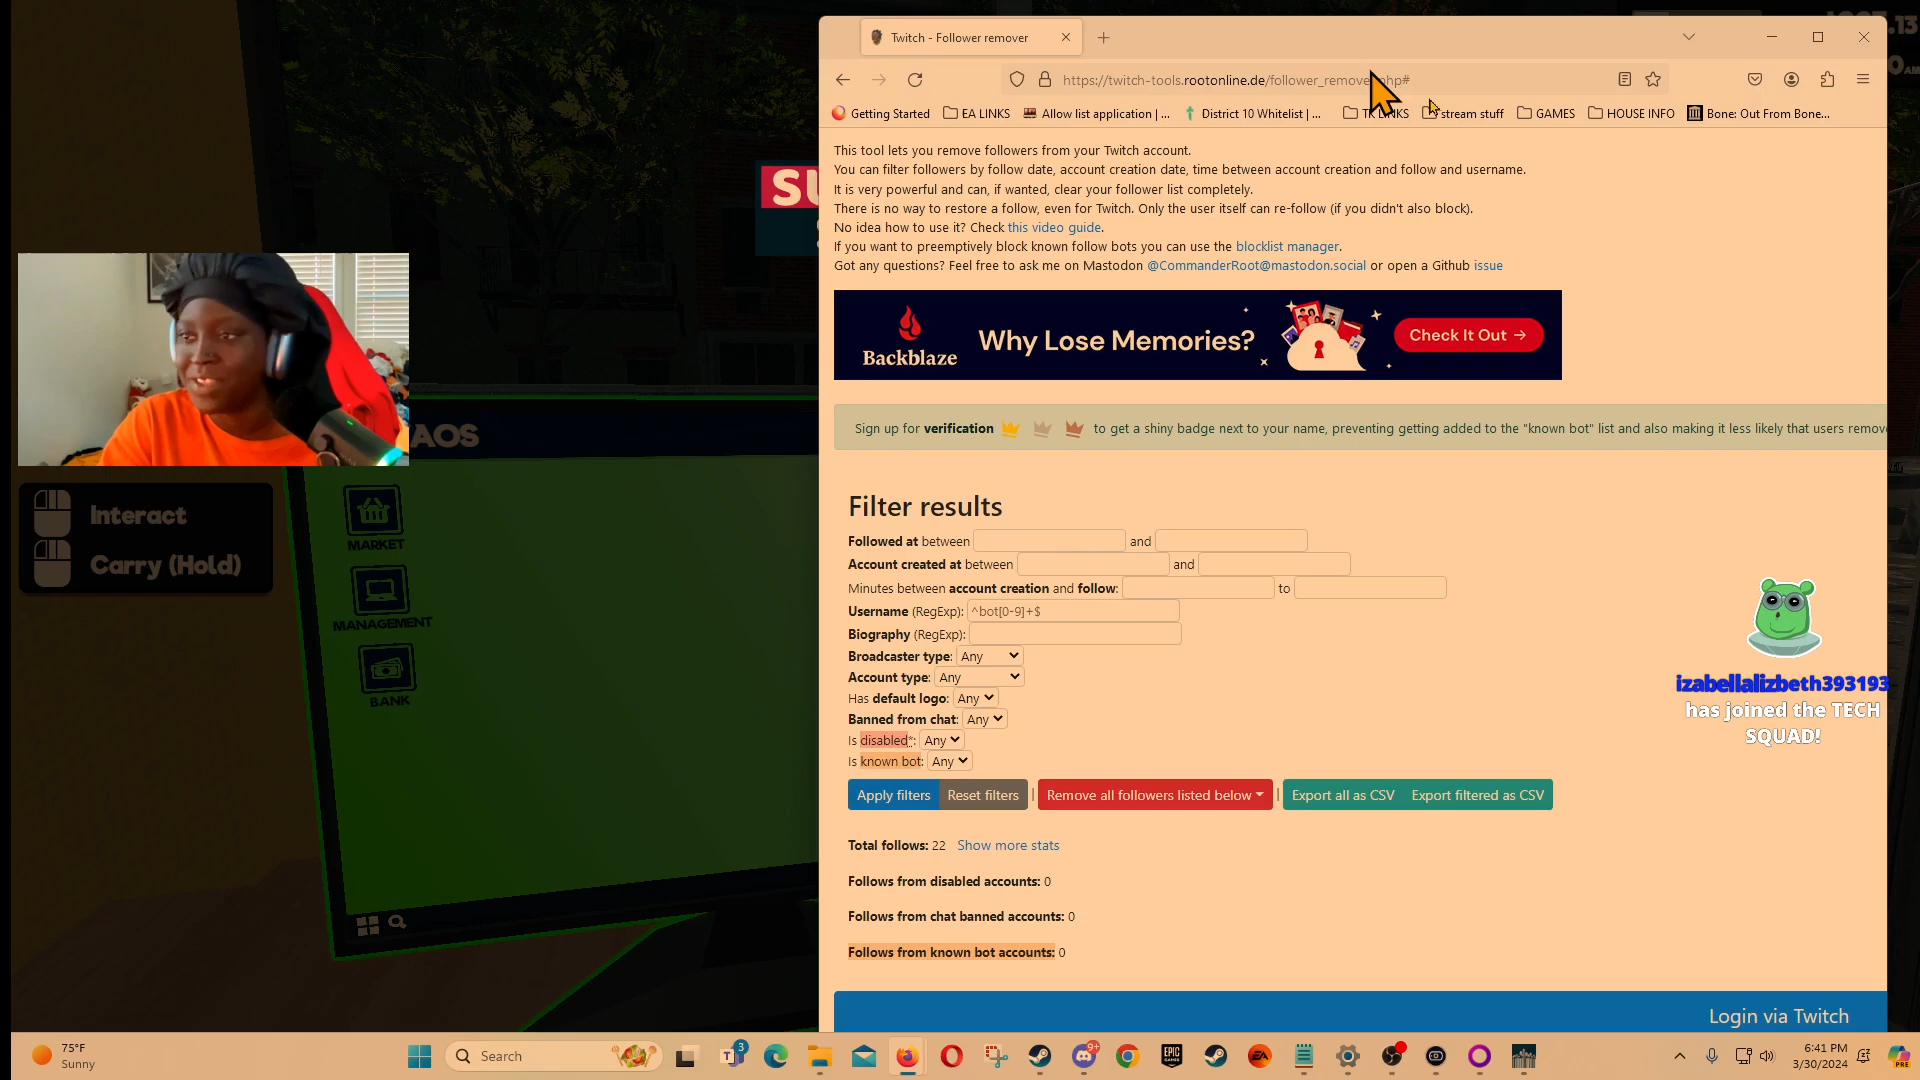 Twitch - Follower remover
https://twitch-tools.rootonline.de/follower_remove
php#
Getting Started
EA LINKS
Allow list application | ...
District 10 Whitelist | ...
TK LINKS
stream stuff
GAMES
HOUSE INFO
Bone: Out From Bone...
This tool lets you remove followers from your Twitch account.
You can filter followers by follow date, account creation date, time between account creation and follow and username.
It is very powerful and can, if wanted, clear your follower list completely.
There is no way to restore a follow, even for Twitch. Only the user itself can re-follow (if you didn't also block).
No idea how to use it? Check this video guide.
If you want to preemptively block known follow bots you can use the blocklist manager.
Got any questions? Feel free to ask me on Mastodon @CommanderRoot@mastodon.social or open a Github issue
SU
Backblaze
Why Lose Memories?
Check It Out →
Sign up for verification to get a shiny badge next to your name, preventing getting added to the "known bot" list and also making it less likely that users remov
AOS
Interact
Carry (Hold)
MARKET
MANAGEMENT
BANK
Filter results
Followed at between and
Account created at between and
Minutes between account creation and follow: to
Username (RegExp): ^bot[0-9]+$
Biography (RegExp):
Broadcaster type: Any
Account type: Any
Has default logo: Any
Banned from chat: Any
Is disabled*: Any
Is known bot: Any
Apply filters
Reset filters
|
Remove all followers listed below
|
Export all as CSV
Export filtered as CSV
Total follows: 22 Show more stats
Follows from disabled accounts: 0
Follows from chat banned accounts: 0
Follows from known bot accounts: 0
izabellalizbeth393193
has joined the TECH
SQUAD!
Login via Twitch
75°F
Sunny
Search
3
9+
EPIC
EA
PRE
6:41 PM
3/30/2024